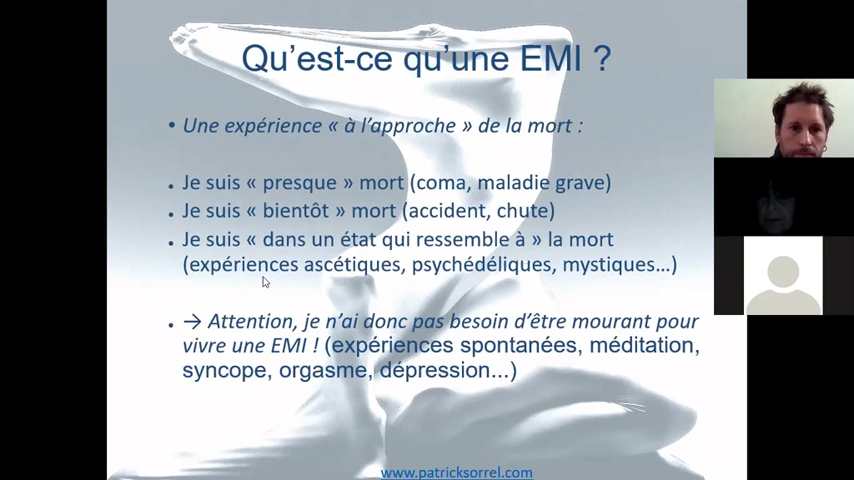 Qu'est-ce qu'une EMI ?
• Une expérience « à l'approche » de la mort :
• Je suis « presque » mort (coma, maladie grave)
• Je suis « bientôt » mort (accident, chute)
• Je suis « dans un état qui ressemble à » la mort
(expériences ascétiques, psychédéliques, mystiques…)
• → Attention, je n'ai donc pas besoin d'être mourant pour
vivre une EMI ! (expériences spontanées, méditation,
syncope, orgasme, dépression...)
www.patricksorrel.com